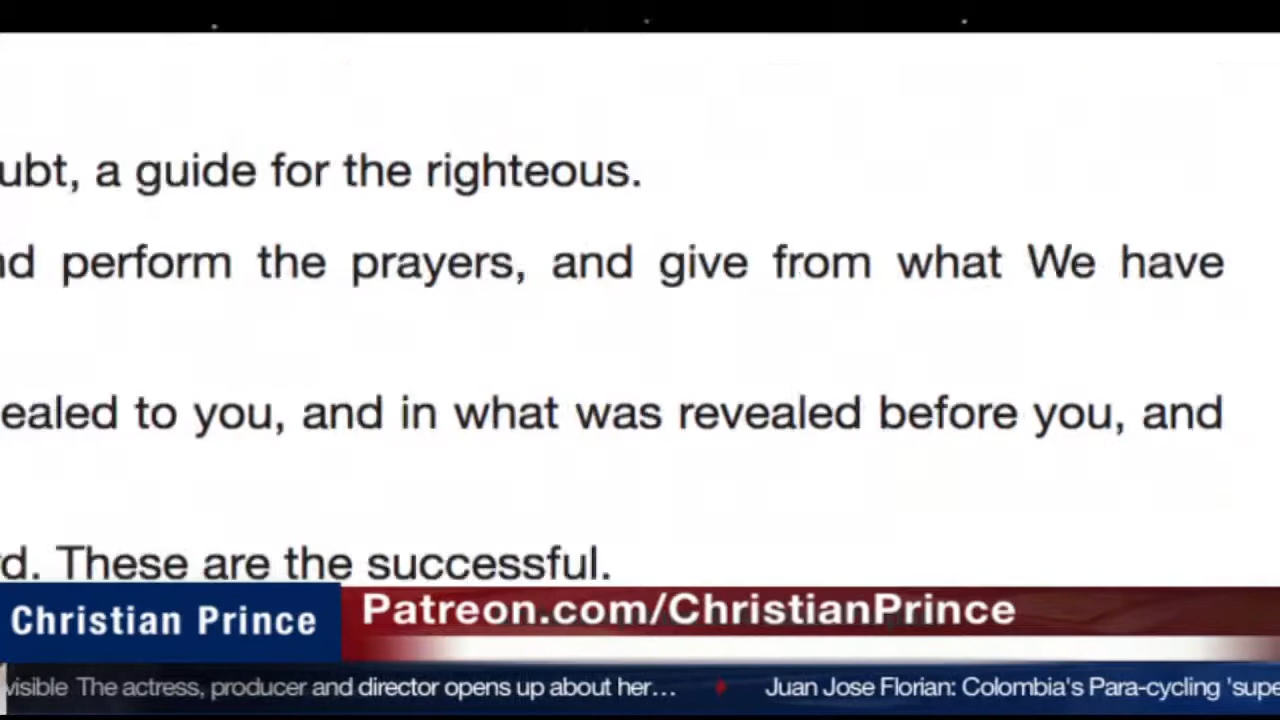 ubt, a guide for the righteous.
nd perform the prayers, and give from what We have
ealed to you, and in what was revealed before you, and
rd. These are the successful.
Christian Prince
Patreon.com/ChristianPrince
visible The actress, producer and director opens up about her... Juan Jose Florian: Colombia's Para-cycling 'supe